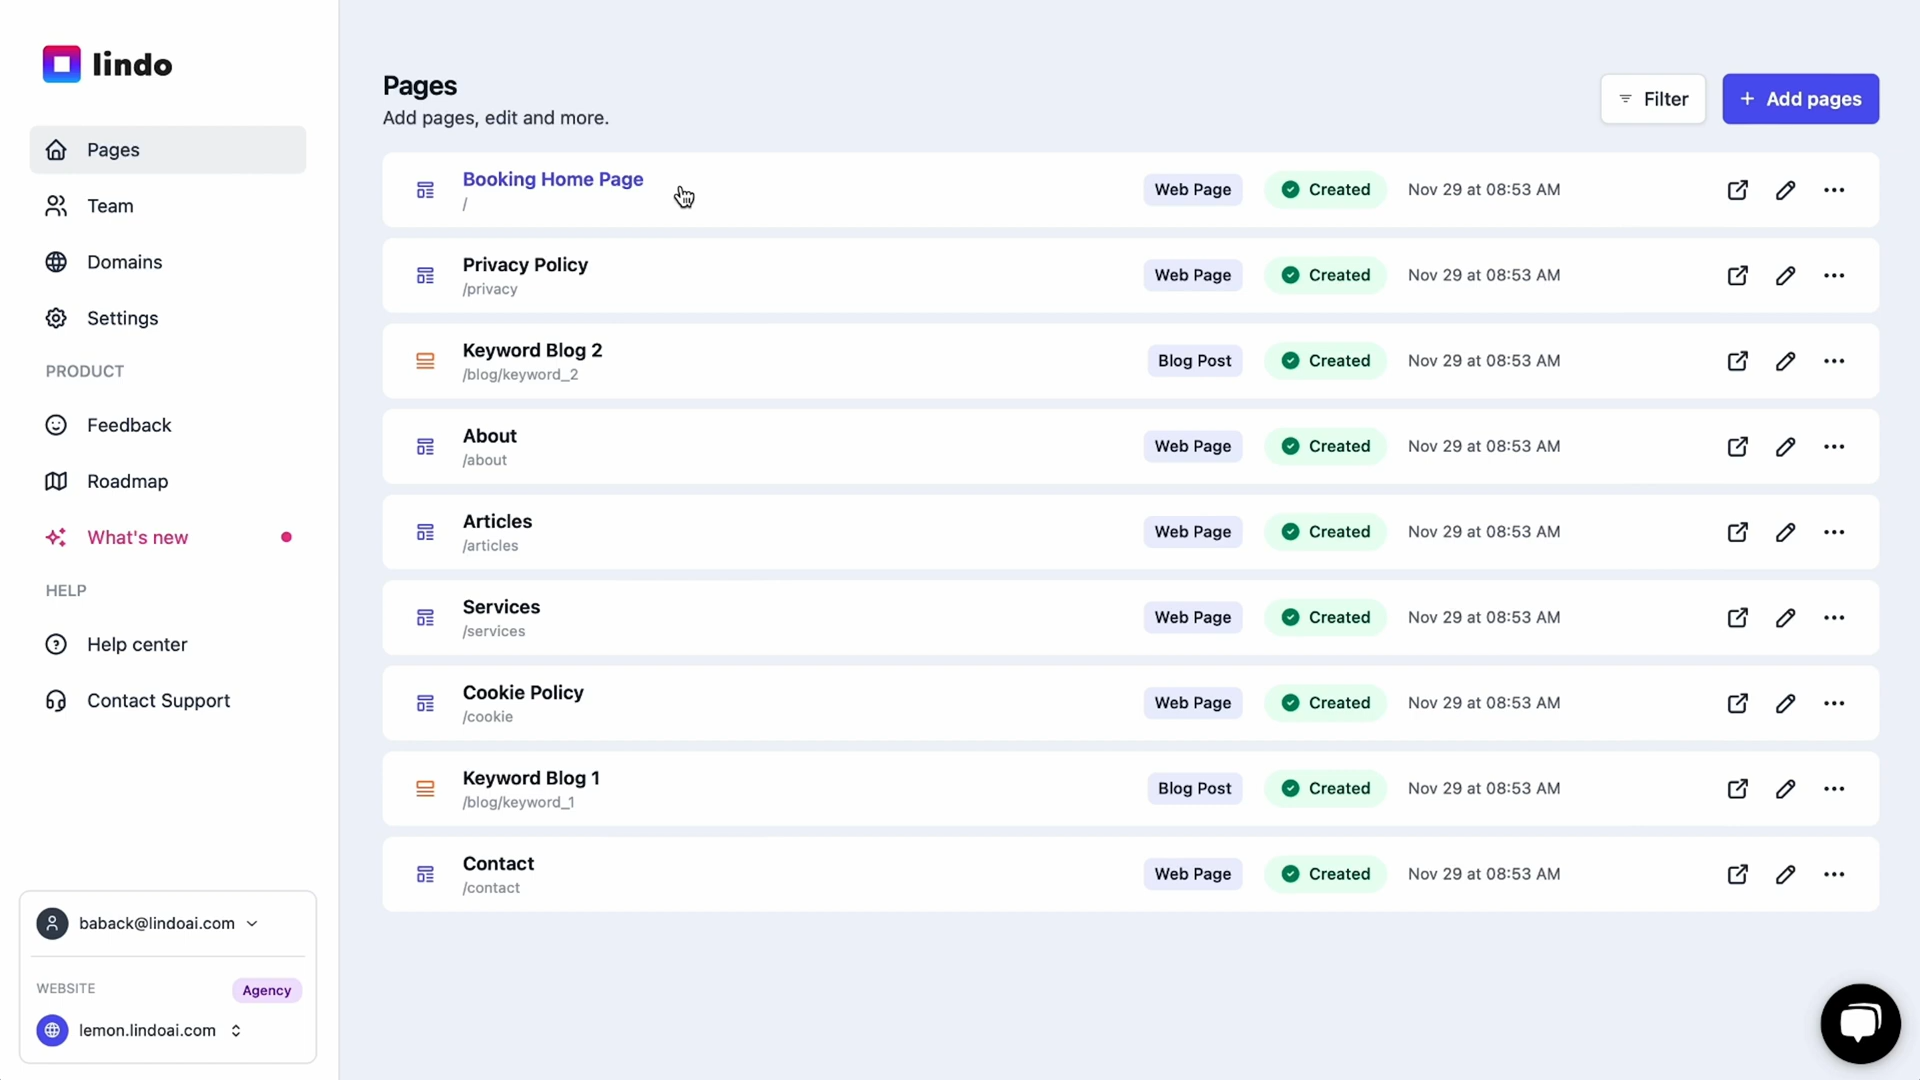 lindo
Pages
Team
Domains
Settings
PRODUCT
Feedback
Roadmap
What's new
HELP
Help center
Contact Support
baback@lindoai.com
WEBSITE Agency
lemon.lindoai.com
Pages
Add pages, edit and more.
Filter
+ Add pages
Booking Home Page
/
Web Page Created Nov 29 at 08:53 AM
Privacy Policy
/privacy
Web Page Created Nov 29 at 08:53 AM
Keyword Blog 2
/blog/keyword_2
Blog Post Created Nov 29 at 08:53 AM
About
/about
Web Page Created Nov 29 at 08:53 AM
Articles
/articles
Web Page Created Nov 29 at 08:53 AM
Services
/services
Web Page Created Nov 29 at 08:53 AM
Cookie Policy
/cookie
Web Page Created Nov 29 at 08:53 AM
Keyword Blog 1
/blog/keyword_1
Blog Post Created Nov 29 at 08:53 AM
Contact
/contact
Web Page Created Nov 29 at 08:53 AM